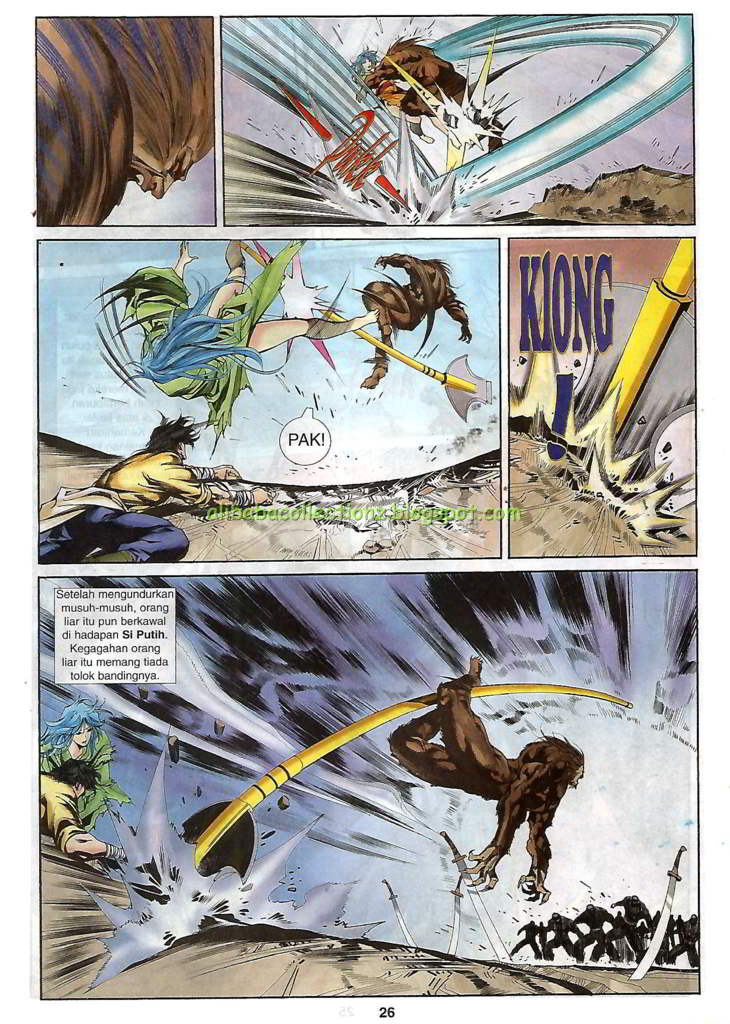 KIONG
!
PAK!
alibabacollectionz.blogspot.com
Setelah mengundurkan
musuh-musuh, orang
liar itu pun berkawal
di hadapan Si Putih.
Kegagahan orang
liar itu memang tiada
tolok bandingnya.
26